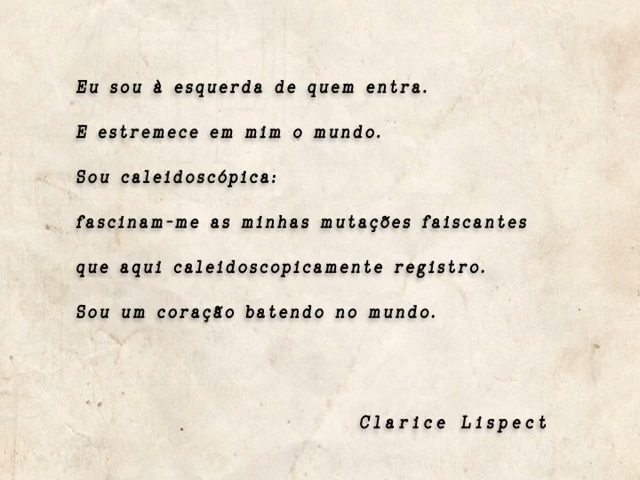 Eu sou à esquerda de quem entra.
E estremece em mim o mundo.
Sou caleidoscópica:
fascinam-me as minhas mutações faiscantes
que aqui caleidoscopicamente registro.
Sou um coração batendo no mundo.
Clarice Lispect